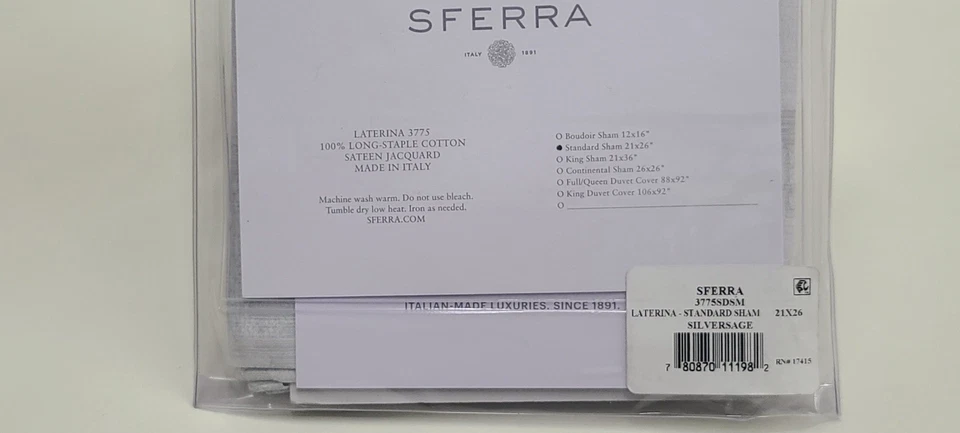 SFERRA
ITALY 1891
LATERINA 3775
100% LONG-STAPLE COTTON
SATEEN JACQUARD
MADE IN ITALY
Machine wash warm. Do not use bleach.
Tumble dry low heat. Iron as needed.
SFERRA.COM
O Boudoir Sham 12x16"
● Standard Sham 21x26"
O King Sham 21x36"
O Continental Sham 26x26"
O Full/Queen Duvet Cover 88x92"
O King Duvet Cover 106x92"
O
ITALIAN-MADE LUXURIES. SINCE 1891.
SFERRA
3775SDSM
LATERINA - STANDARD SHAM 21X26
SILVERSAGE
RN# 17415
7 80870 11198 2